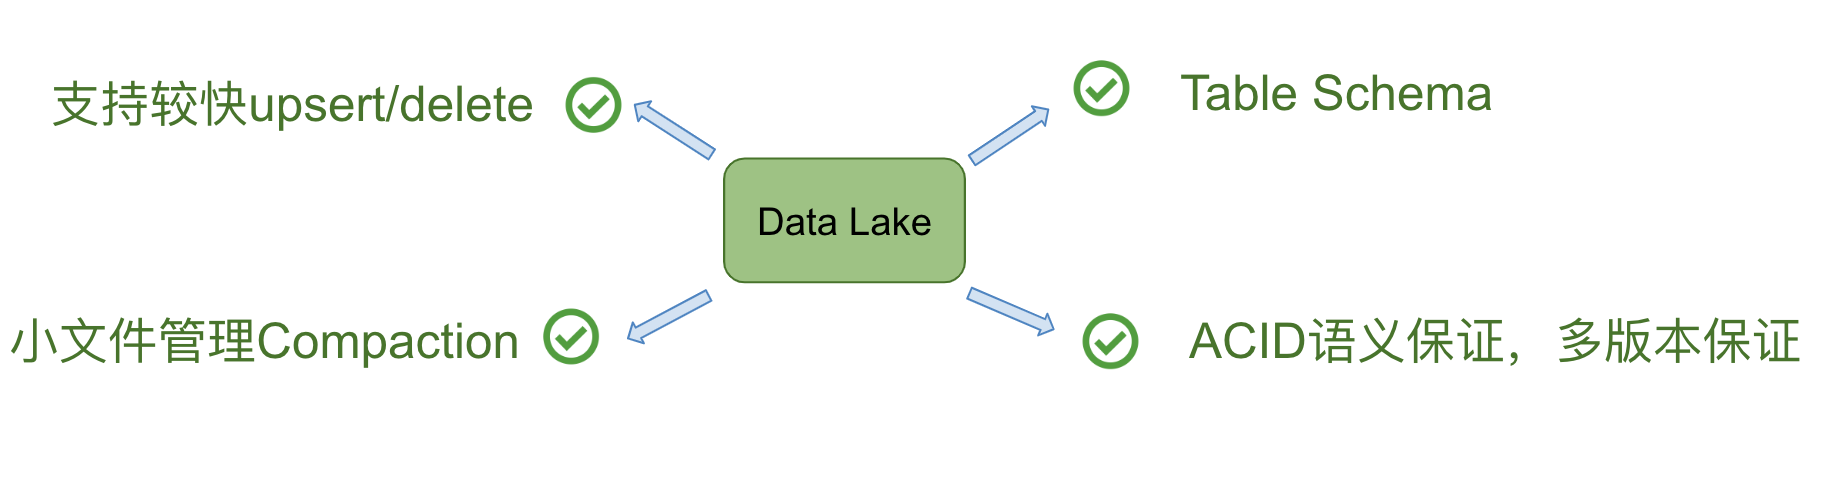 支持较快upsert/delete
Table Schema
Data Lake
小文件管理Compaction
ACID语义保证，多版本保证